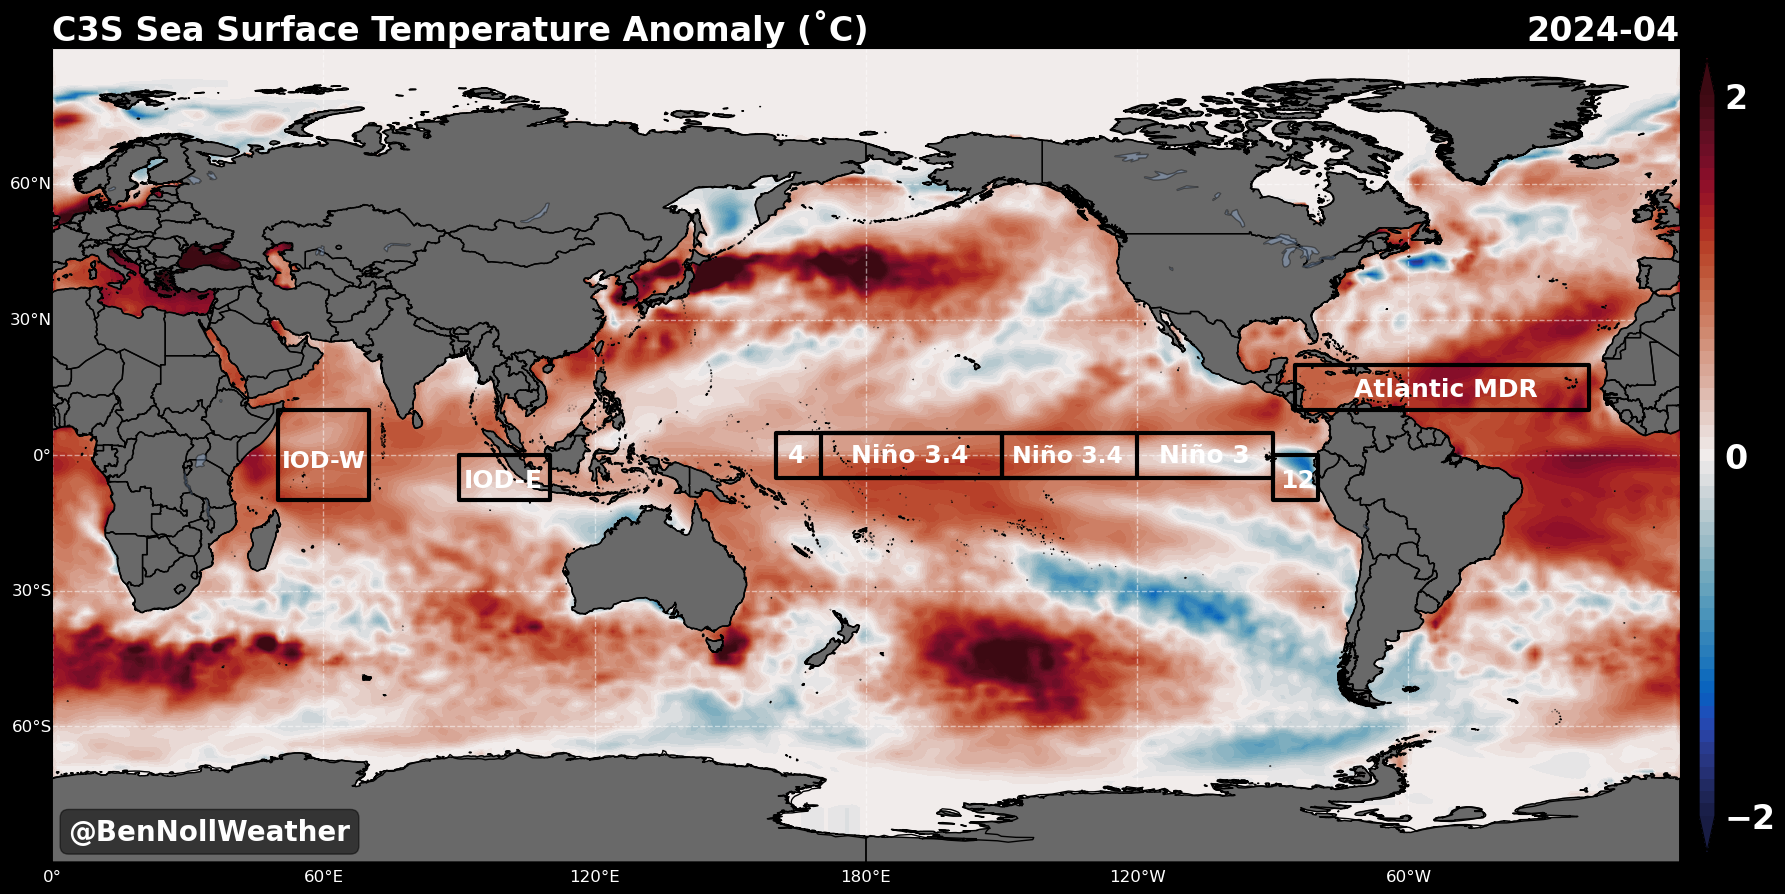 C3S Sea Surface Temperature Anomaly (˚C)
2024-04
2
60°N
30°N
Atlantic MDR
0°
IOD-W
IOD-E
4
Niño 3.4
Niño 3.4
Niño 3
12
0
30°S
60°S
−2
@BenNollWeather
0°
60°E
120°E
180°E
120°W
60°W